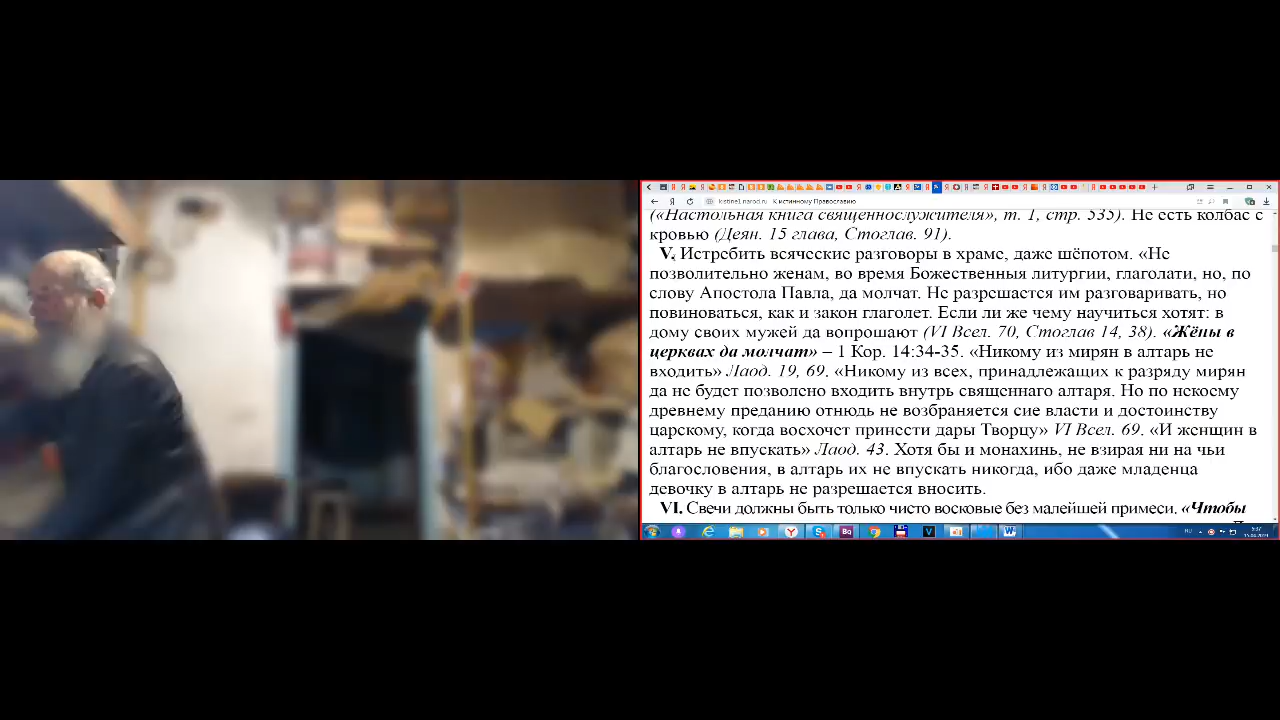 kistine1.narod.ru К истинному Православию
(«Настольная книга священнослужителя», т. 1, стр. 535). Не есть колбас с
кровью (Деян. 15 глава, Стоглав. 91).
V. Истребить всяческие разговоры в храме, даже шёпотом. «Не
позволительно женам, во время Божественныя литургии, глаголати, но, по
слову Апостола Павла, да молчат. Не разрешается им разговаривать, но
повиноваться, как и закон глаголет. Если ли же чему научиться хотят: в
дому своих мужей да вопрошают (VI Всел. 70, Стоглав 14, 38). «Жёны в
церквах да молчат» – 1 Кор. 14:34-35. «Никому из мирян в алтарь не
входить» Лаод. 19, 69. «Никому из всех, принадлежащих к разряду мирян
да не будет позволено входить внутрь священнаго алтаря. Но по некоему
древнему преданию отнюдь не возбраняется сие власти и достоинству
царскому, когда восхочет принести дары Творцу» VI Всел. 69. «И женщин в
алтарь не впускать» Лаод. 43. Хотя бы и монахинь, не взирая ни на чьи
благословения, в алтарь их не впускать никогда, ибо даже младенца
девочку в алтарь не разрешается вносить.
VI. Свечи должны быть только чисто восковые без малейшей примеси. «Чтобы